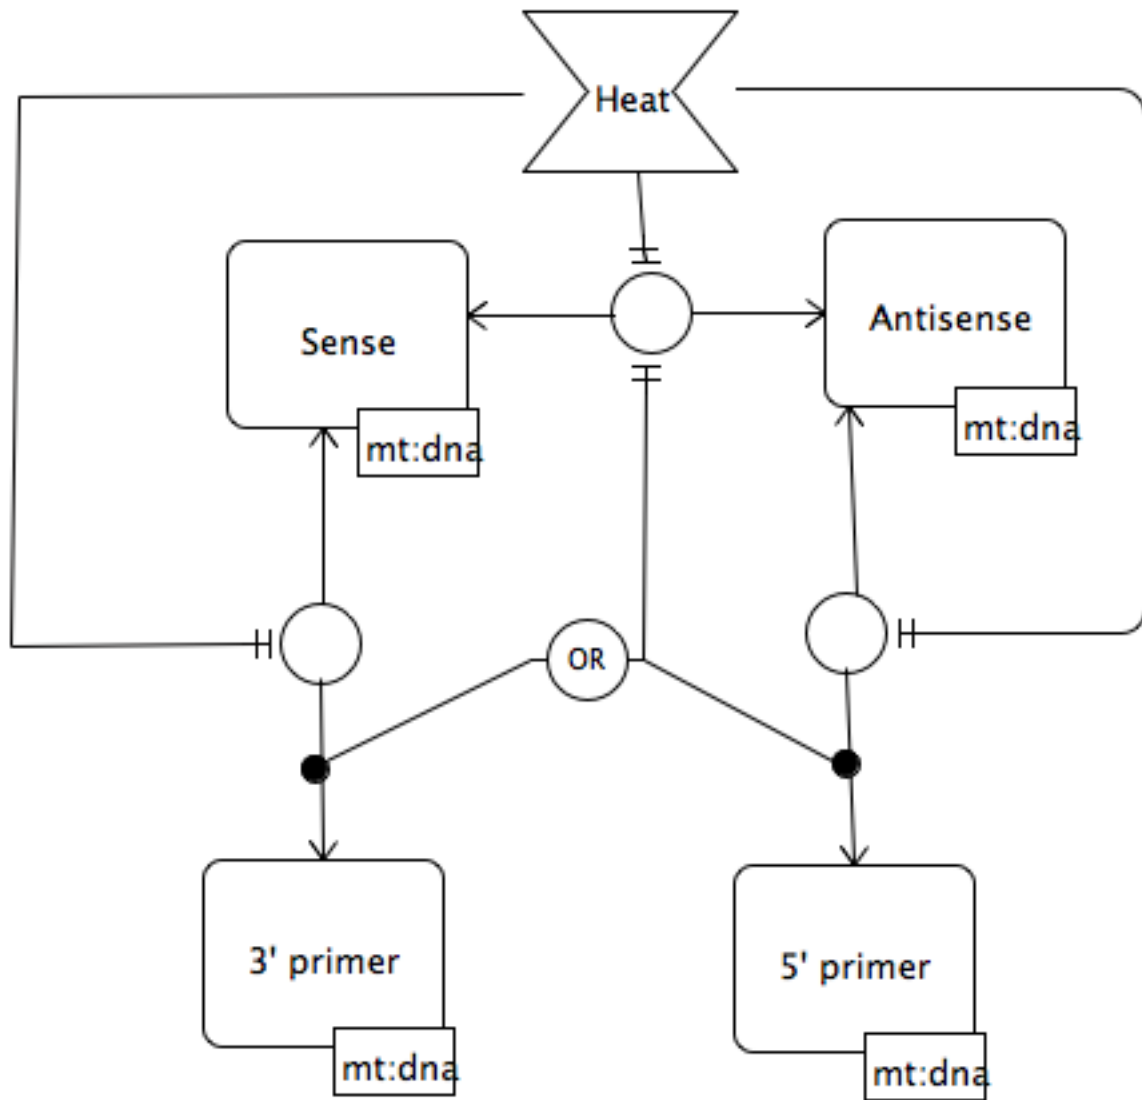 Heat
Sense
mt:dna
Antisense
mt:dna
OR
3' primer
mt:dna
5' primer
mt:dna